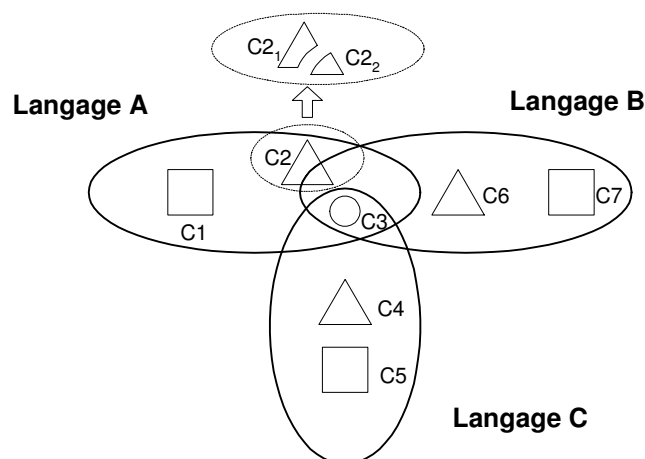 C2₁
C2₂
Langage A
Langage B
C2
C6
C7
C3
C1
C4
C5
Langage C